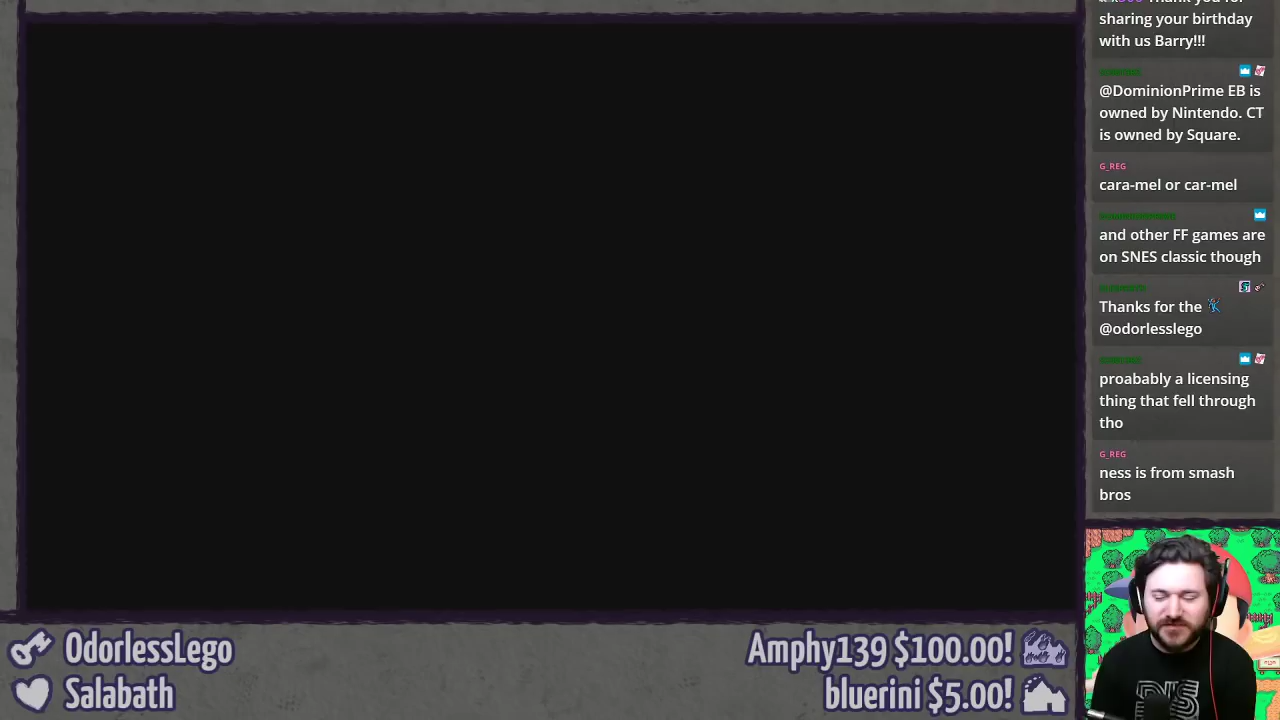 sharing your birthday
with us Barry!!!
@DominionPrime EB is
owned by Nintendo. CT
is owned by Square.
G_REG
cara-mel or car-mel
and other FF games are
on SNES classic though
Thanks for the
@odorlesslego
proabably a licensing
thing that fell through
tho
G_REG
ness is from smash
bros
OdorlessLego
Salabath
Amphy139 $100.00!
bluerini $5.00!